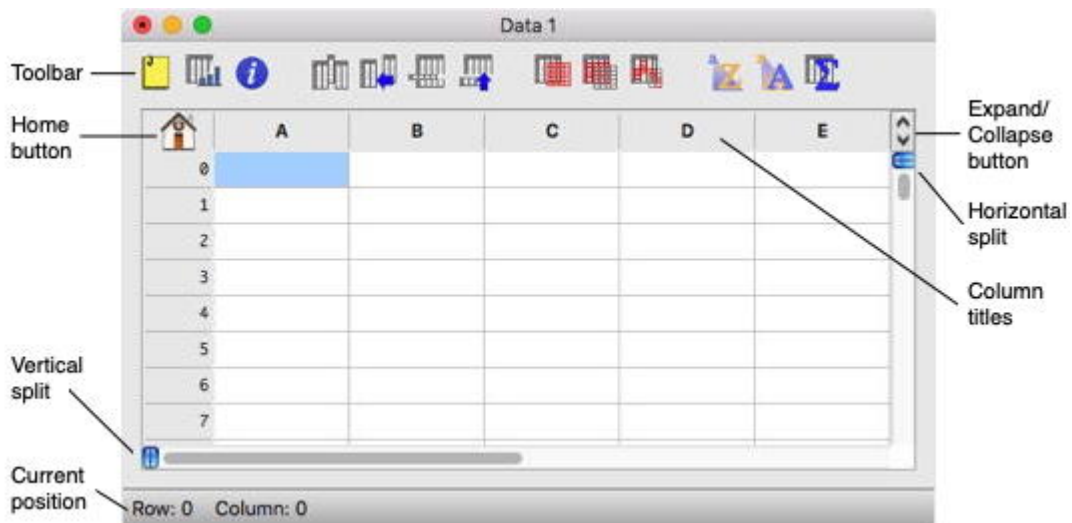 Data 1
Toolbar
Home
button
A B C D E
Expand/
Collapse
button
0
1
Horizontal
split
2
3
Column
titles
4
5
Vertical
split
6
7
Current
position
Row: 0 Column: 0